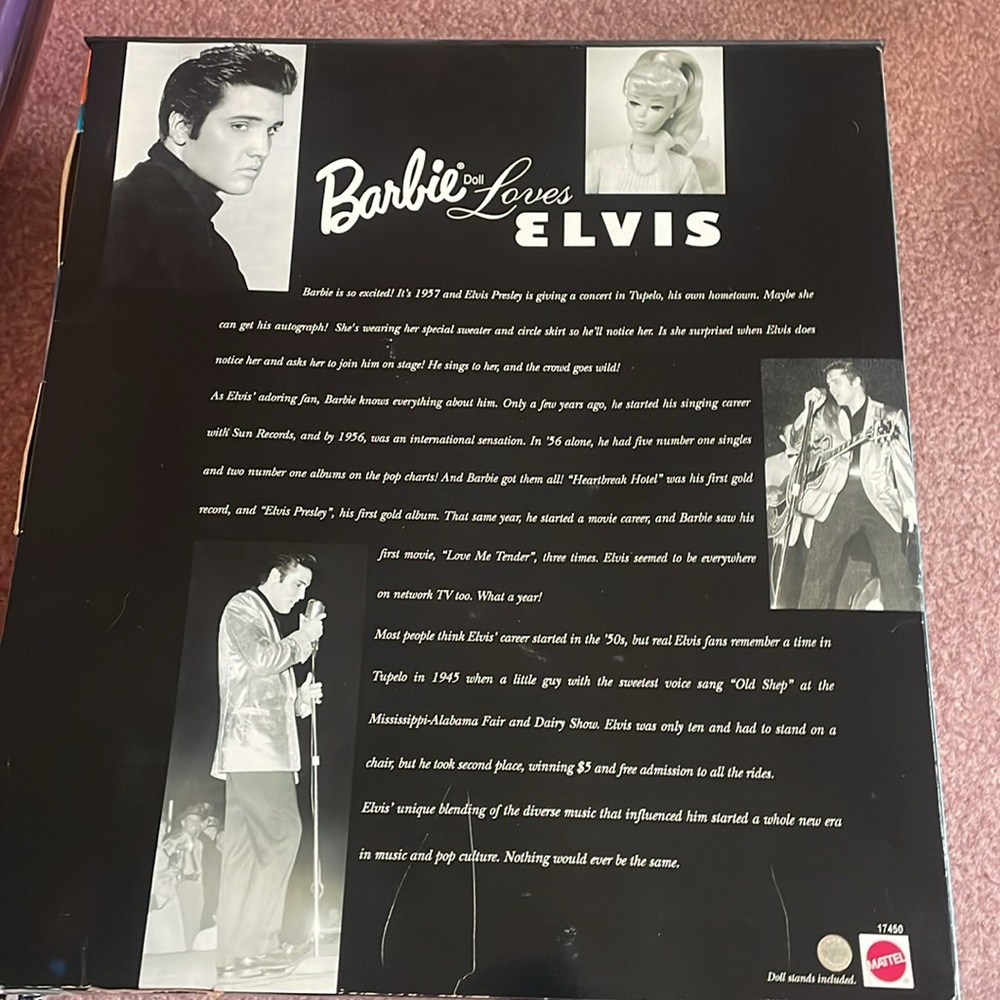 Barbie® Doll Loves
ELVIS
Barbie is so excited! It's 1957 and Elvis Presley is giving a concert in Tupelo, his own hometown. Maybe she
can get his autograph! She's wearing her special sweater and circle skirt so he'll notice her. Is she surprised when Elvis does
notice her and asks her to join him on stage! He sings to her, and the crowd goes wild!
As Elvis' adoring fan, Barbie knows everything about him. Only a few years ago, he started his singing career
with Sun Records, and by 1956, was an international sensation. In '56 alone, he had five number one singles
and two number one albums on the pop charts! And Barbie got them all! "Heartbreak Hotel" was his first gold
record, and "Elvis Presley", his first gold album. That same year, he started a movie career, and Barbie saw his
first movie, "Love Me Tender", three times. Elvis seemed to be everywhere
on network TV too. What a year!
Most people think Elvis' career started in the '50s, but real Elvis fans remember a time in
Tupelo in 1945 when a little guy with the sweetest voice sang "Old Shep" at the
Mississippi-Alabama Fair and Dairy Show. Elvis was only ten and had to stand on a
chair, but he took second place, winning $5 and free admission to all the rides.
Elvis' unique blending of the diverse music that influenced him started a whole new era
in music and pop culture. Nothing would ever be the same.
17450
MATTEL
Doll stands included.